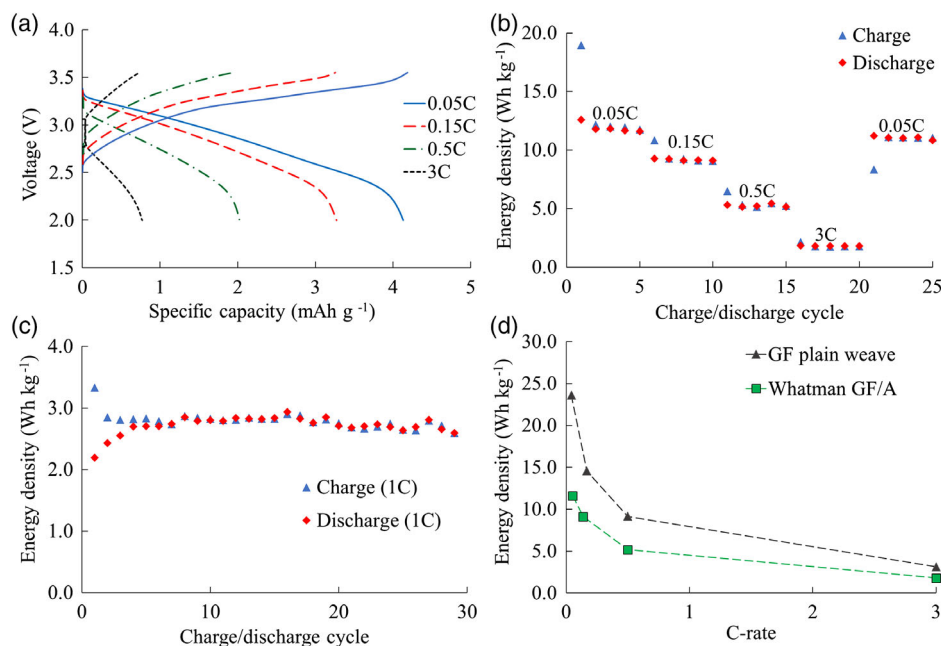 (a)
4.0
3.5
3.0
2.5
2.0
1.5
Voltage (V)
0.05C
0.15C
0.5C
3C
0 1 2 3 4 5
Specific capacity (mAh g⁻¹)
(b)
20.0
15.0
10.0
5.0
0.0
Energy density (Wh kg⁻¹)
Charge
Discharge
0.05C
0.15C
0.5C
3C
0.05C
0 5 10 15 20 25
Charge/discharge cycle
(c)
4.0
3.0
2.0
1.0
0.0
Energy density (Wh kg⁻¹)
Charge (1C)
Discharge (1C)
0 10 20 30
Charge/discharge cycle
(d)
30.0
25.0
20.0
15.0
10.0
5.0
0.0
Energy density (Wh kg⁻¹)
GF plain weave
Whatman GF/A
0 1 2 3
C-rate